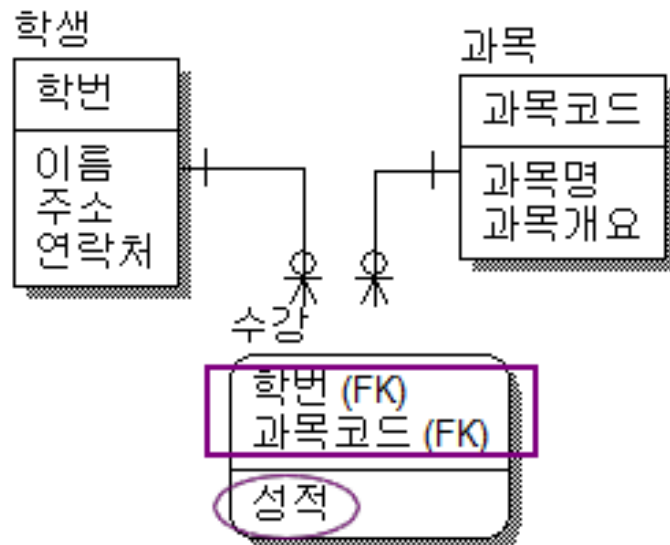 학생
학번
이름
주소
연락처
과목
과목코드
과목명
과목개요
수강
학번 (FK)
과목코드 (FK)
성적